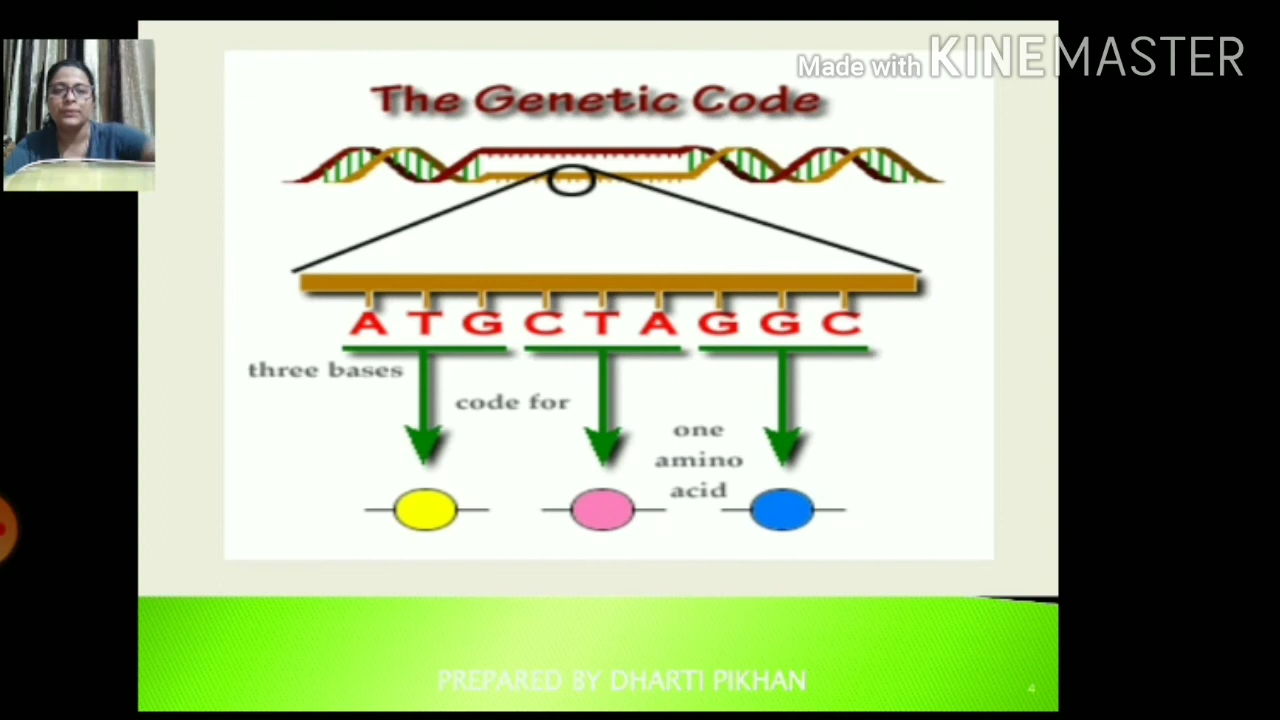 Made with KINEMASTER
The Genetic Code
A T G C T A G G C
three bases
code for
one
amino
acid
PREPARED BY DHARTI PIKHAN
4